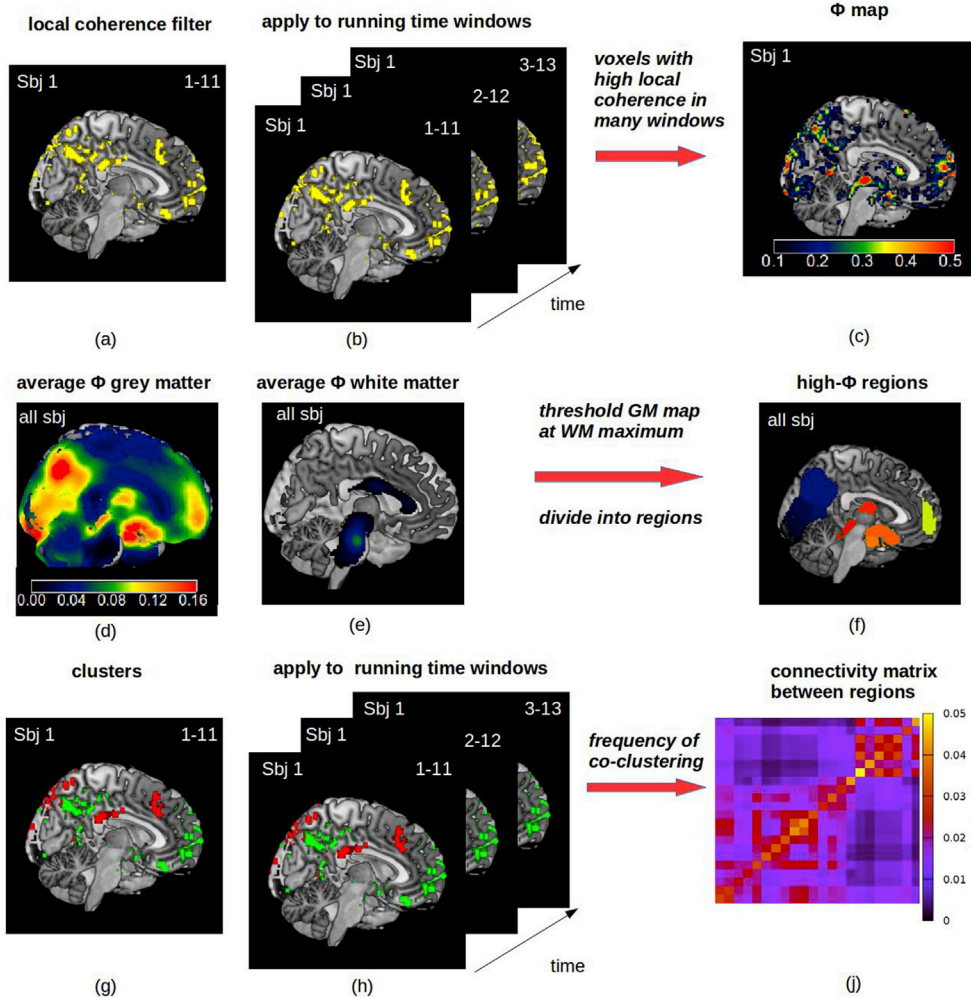 local coherence filter
apply to running time windows
Φ map
Sbj 1 1-11
Sbj 1 3-13
Sbj 1 2-12
Sbj 1 1-11
voxels with
high local
coherence in
many windows
Sbj 1
0.1 0.2 0.3 0.4 0.5
time
(a)
(b)
(c)
average Φ grey matter
average Φ white matter
high-Φ regions
all sbj
all sbj
threshold GM map
at WM maximum
divide into regions
all sbj
0.00 0.04 0.08 0.12 0.16
(d)
(e)
(f)
clusters
apply to running time windows
connectivity matrix
between regions
Sbj 1 1-11
Sbj 1 3-13
Sbj 1 2-12
Sbj 1 1-11
frequency of
co-clustering
0.05
0.04
0.03
0.02
0.01
0
time
(g)
(h)
(j)